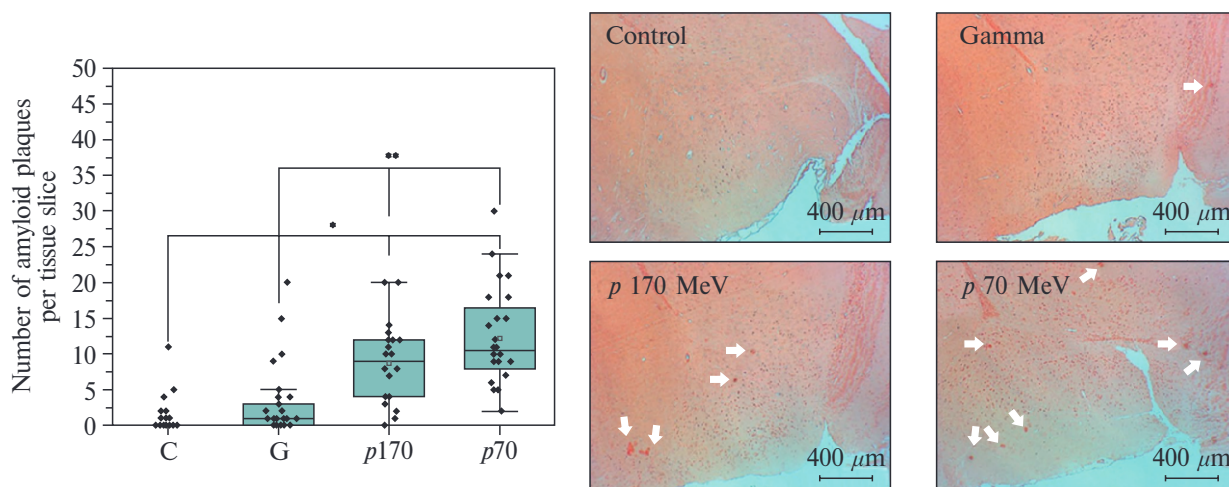 Number of amyloid plaques
per tissue slice
50
45
40
35
30
25
20
15
10
5
0
**
*
C
G
p170
p70
Control
400 μm
Gamma
400 μm
p 170 MeV
400 μm
p 70 MeV
400 μm